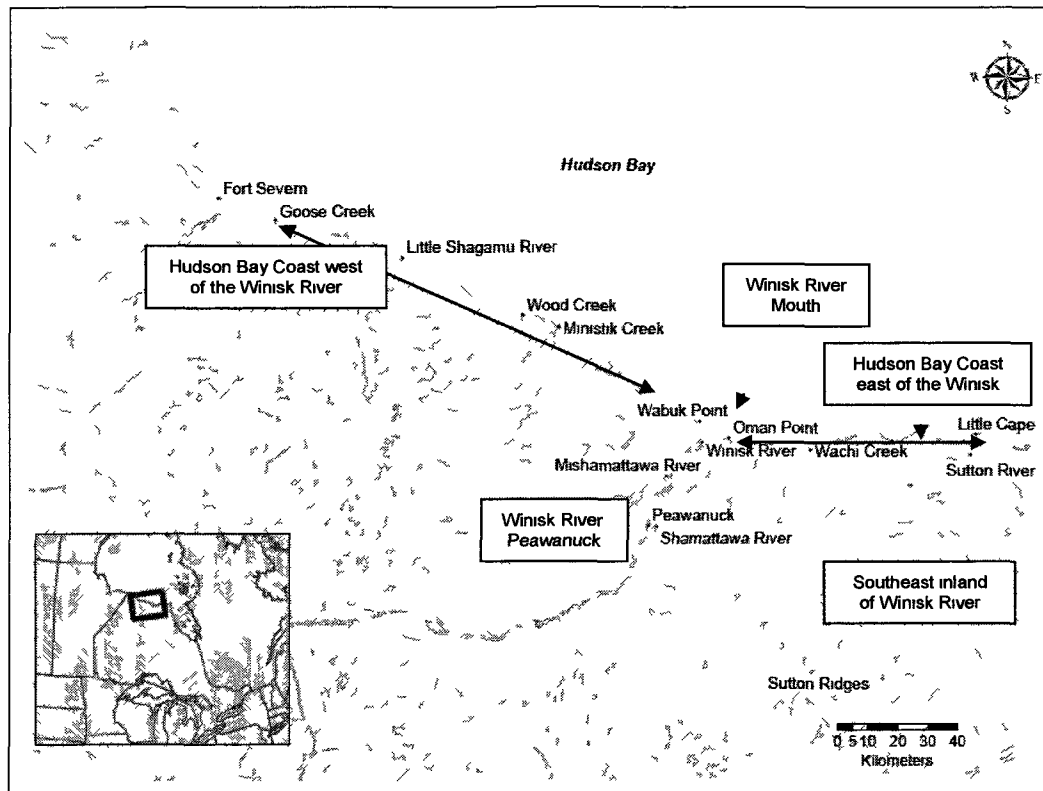 N
W
E
S
Hudson Bay
Fort Severn
Goose Creek
Little Shagamu River
Hudson Bay Coast west
of the Winisk River
Winisk River
Mouth
Wood Creek
Ministik Creek
Hudson Bay Coast
east of the Winisk
Wabuk Point
Oman Point
Little Cape
Winisk River
Wachi Creek
Mishamattawa River
Sutton River
Winisk River
Peawanuck
Peawanuck
Shamattawa River
Southeast inland
of Winisk River
Sutton Ridges
0 5 10 20 30 40
Kilometers